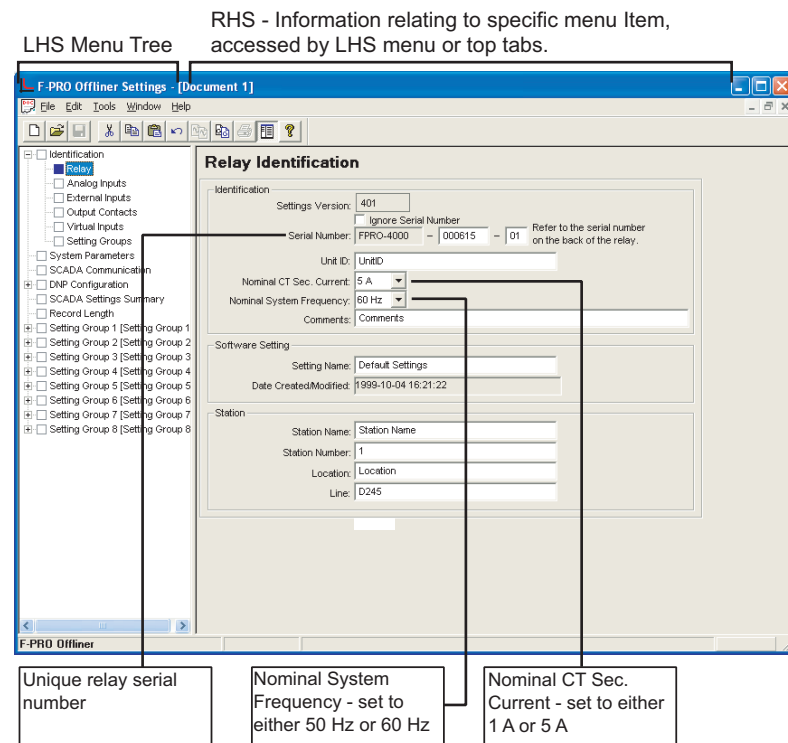 RHS - Information relating to specific menu Item,
LHS Menu Tree accessed by LHS menu or top tabs.
F-PRO Offliner Settings - [Document 1]
File Edit Tools Window Help
Identification
Relay
Analog Inputs
External Inputs
Output Contacts
Virtual Inputs
Setting Groups
System Parameters
SCADA Communication
DNP Configuration
SCADA Settings Summary
Record Length
Setting Group 1 [Setting Group 1
Setting Group 2 [Setting Group 2
Setting Group 3 [Setting Group 3
Setting Group 4 [Setting Group 4
Setting Group 5 [Setting Group 5
Setting Group 6 [Setting Group 6
Setting Group 7 [Setting Group 7
Setting Group 8 [Setting Group 8
Relay Identification
Identification
Settings Version: 401
Ignore Serial Number
Serial Number: FPRO-4000 - 000615 - 01 Refer to the serial number
on the back of the relay.
Unit ID: UnitID
Nominal CT Sec. Current: 5 A
Nominal System Frequency: 60 Hz
Comments: Comments
Software Setting
Setting Name: Default Settings
Date Created/Modified: 1999-10-04 16:21:22
Station
Station Name: Station Name
Station Number: 1
Location: Location
Line: D245
F-PRO Offliner
Unique relay serial
number
Nominal System
Frequency - set to
either 50 Hz or 60 Hz
Nominal CT Sec.
Current - set to either
1 A or 5 A